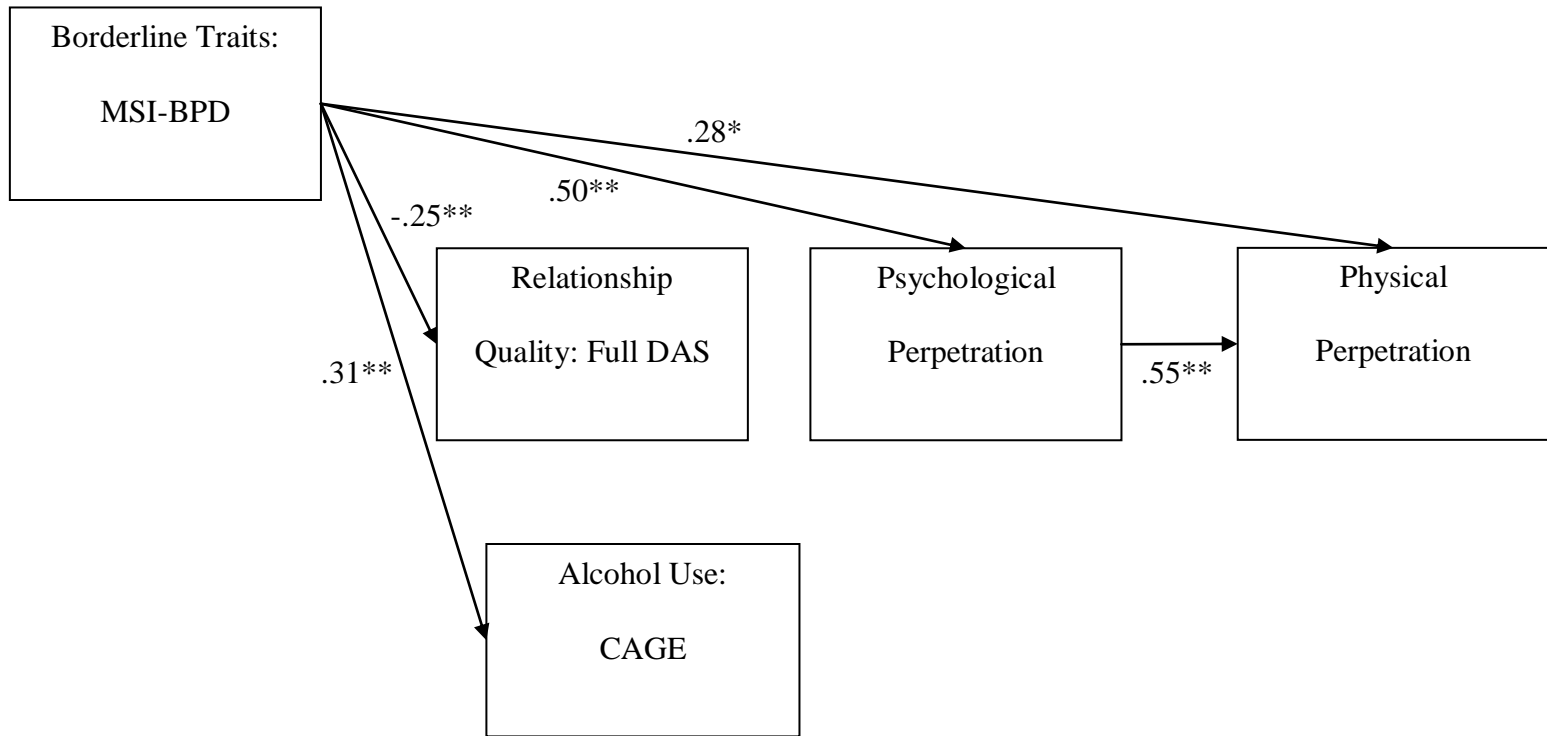 Borderline Traits:
MSI-BPD
.28*
.50**
-.25**
.31**
Relationship
Quality: Full DAS
Psychological
Perpetration
.55**
Physical
Perpetration
Alcohol Use:
CAGE